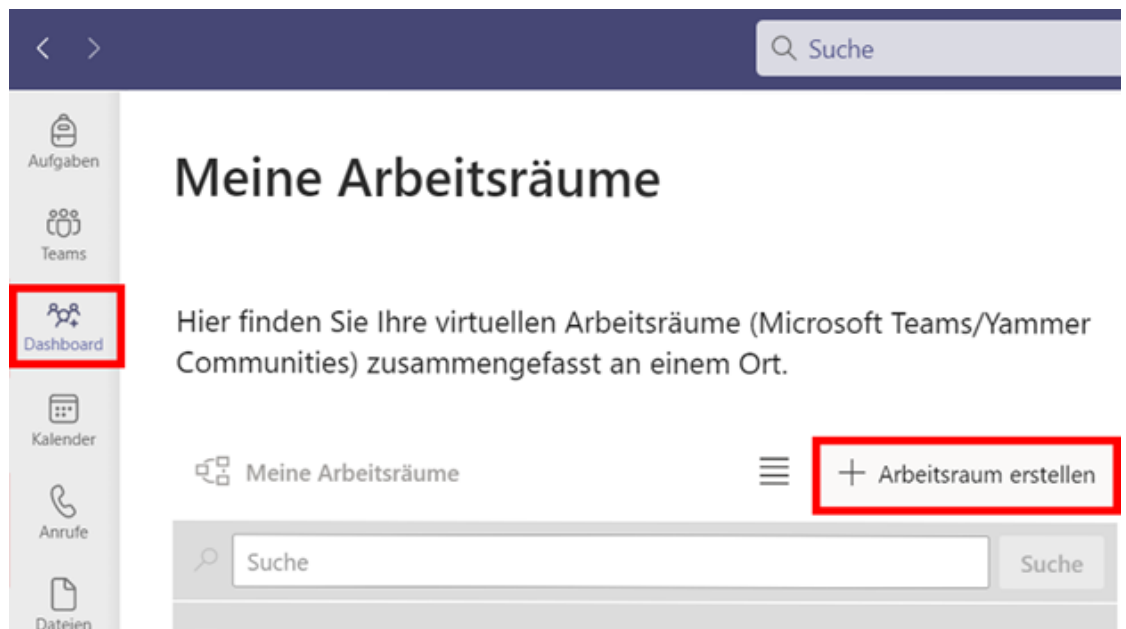 Suche
Aufgaben
Teams
Dashboard
Kalender
Anrufe
Dateien
Meine Arbeitsräume
Hier finden Sie Ihre virtuellen Arbeitsräume (Microsoft Teams/Yammer
Communities) zusammengefasst an einem Ort.
Meine Arbeitsräume
Arbeitsraum erstellen
Suche
Suche